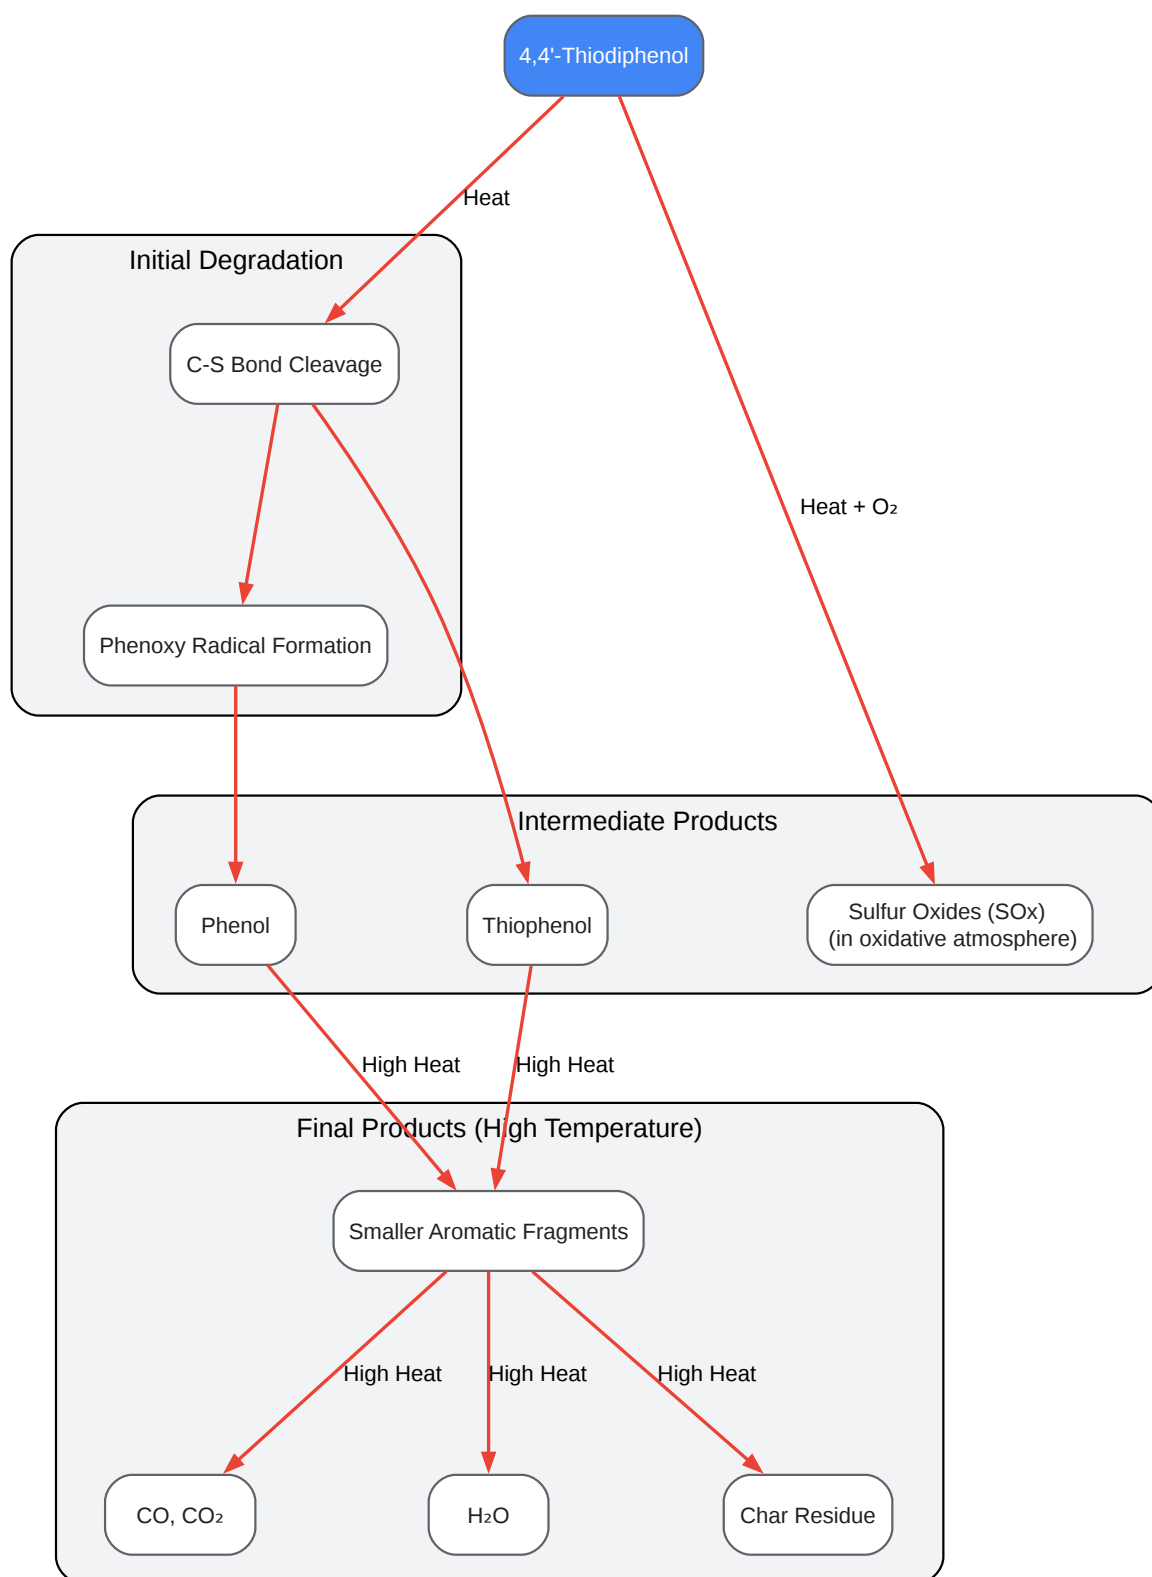 4,4'-Thiodiphenol
Heat
Initial Degradation
C-S Bond Cleavage
Heat + O₂
Phenoxy Radical Formation
Intermediate Products
Phenol
Thiophenol
Sulfur Oxides (SOx)
(in oxidative atmosphere)
High Heat
High Heat
Final Products (High Temperature)
Smaller Aromatic Fragments
High Heat
High Heat
High Heat
CO, CO₂
H₂O
Char Residue